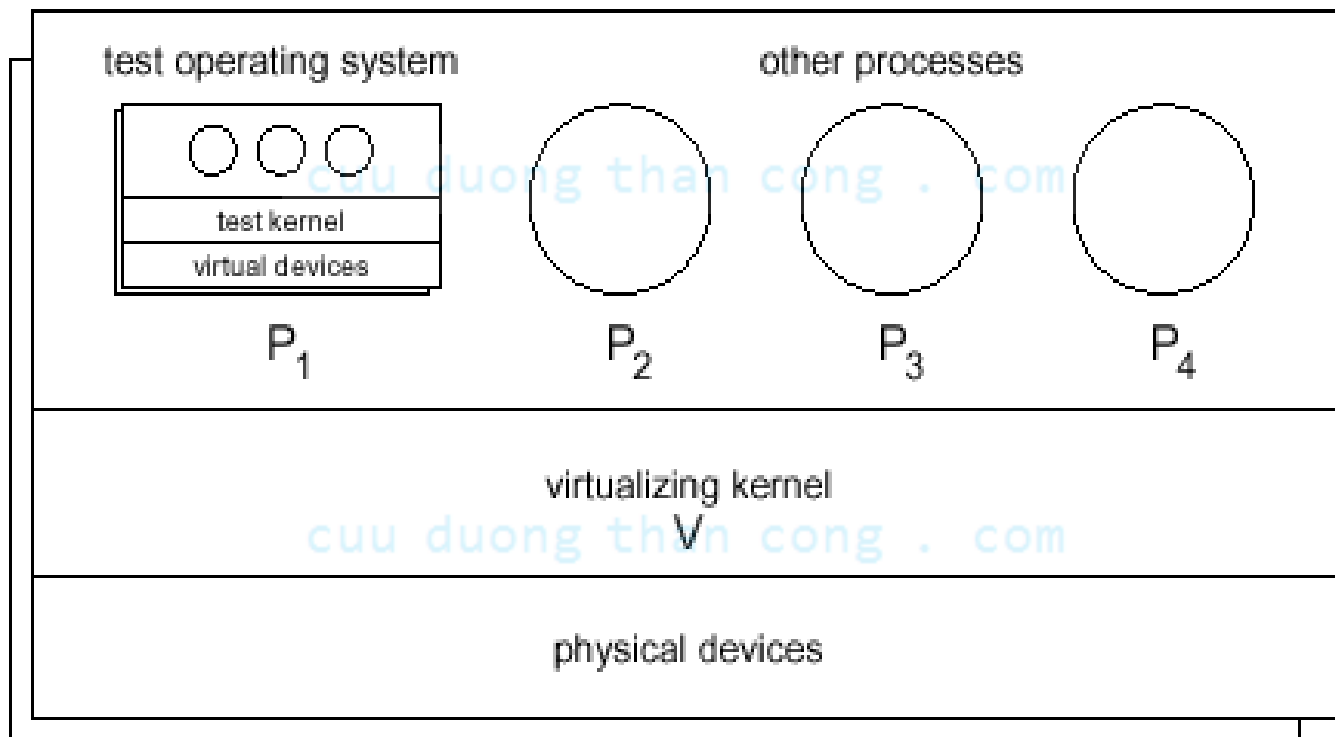 test operating system
other processes
cuu duong than cong . com
test kernel
virtual devices
P1
P2
P3
P4
virtualizing kernel
V
cuu duong than cong . com
physical devices